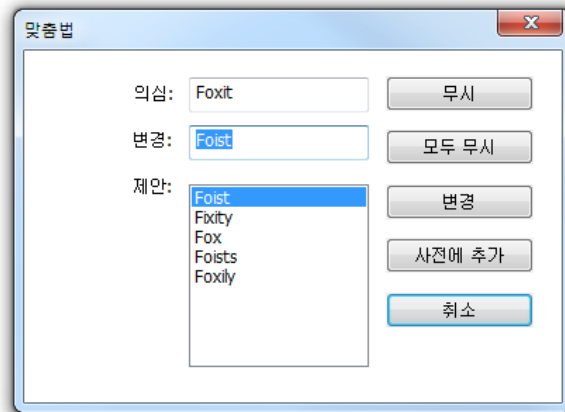 맞춤법
의심: Foxit 무시
변경: Foist 모두 무시
제안: Foist 변경
Fixity
Fox
Foists 사전에 추가
Foxily
취소